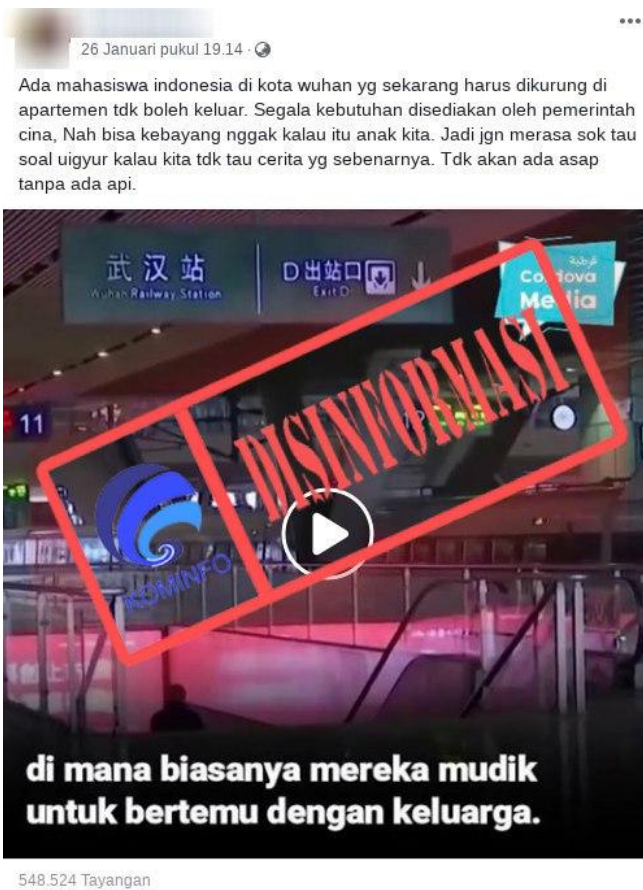 26 Januari pukul 19.14 ·
Ada mahasiswa indonesia di kota wuhan yg sekarang harus dikurung di
apartemen tdk boleh keluar. Segala kebutuhan disediakan oleh pemerintah
cina, Nah bisa kebayang nggak kalau itu anak kita. Jadi jgn merasa sok tau
soal uigyur kalau kita tdk tau cerita yg sebenarnya. Tdk akan ada asap
tanpa ada api.
武汉站
Wuhan Railway Station
D出站口
Exit D
قرطبة
Cordova
Media
11
12
DISINFORMASI
KOMINFO
di mana biasanya mereka mudik
untuk bertemu dengan keluarga.
548.524 Tayangan